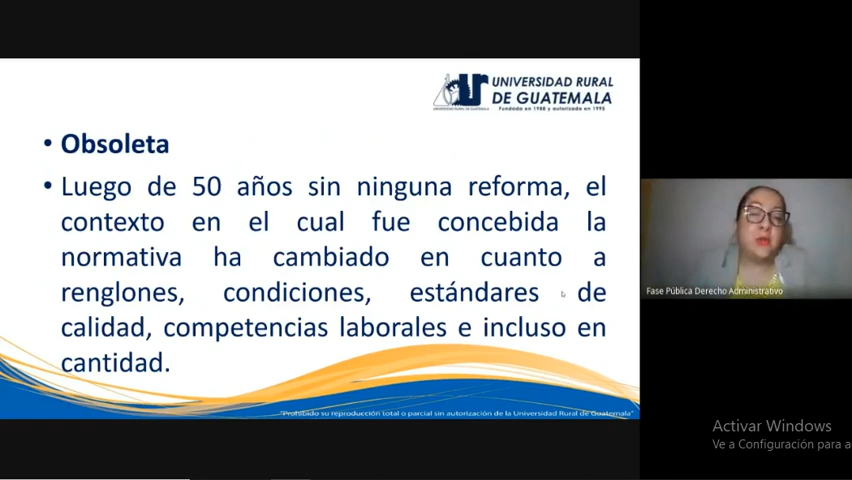 UNIVERSIDAD RURAL
DE GUATEMALA
Fundada en 1988 y autorizada en 1995
• Obsoleta
• Luego de 50 años sin ninguna reforma, el
contexto en el cual fue concebida la
normativa ha cambiado en cuanto a
renglones, condiciones, estándares de
calidad, competencias laborales e incluso en
cantidad.
"Prohibido su reproducción total o parcial sin autorización de la Universidad Rural de Guatemala"
Fase Pública Derecho Administrativo
Activar Windows
Ve a Configuración para a